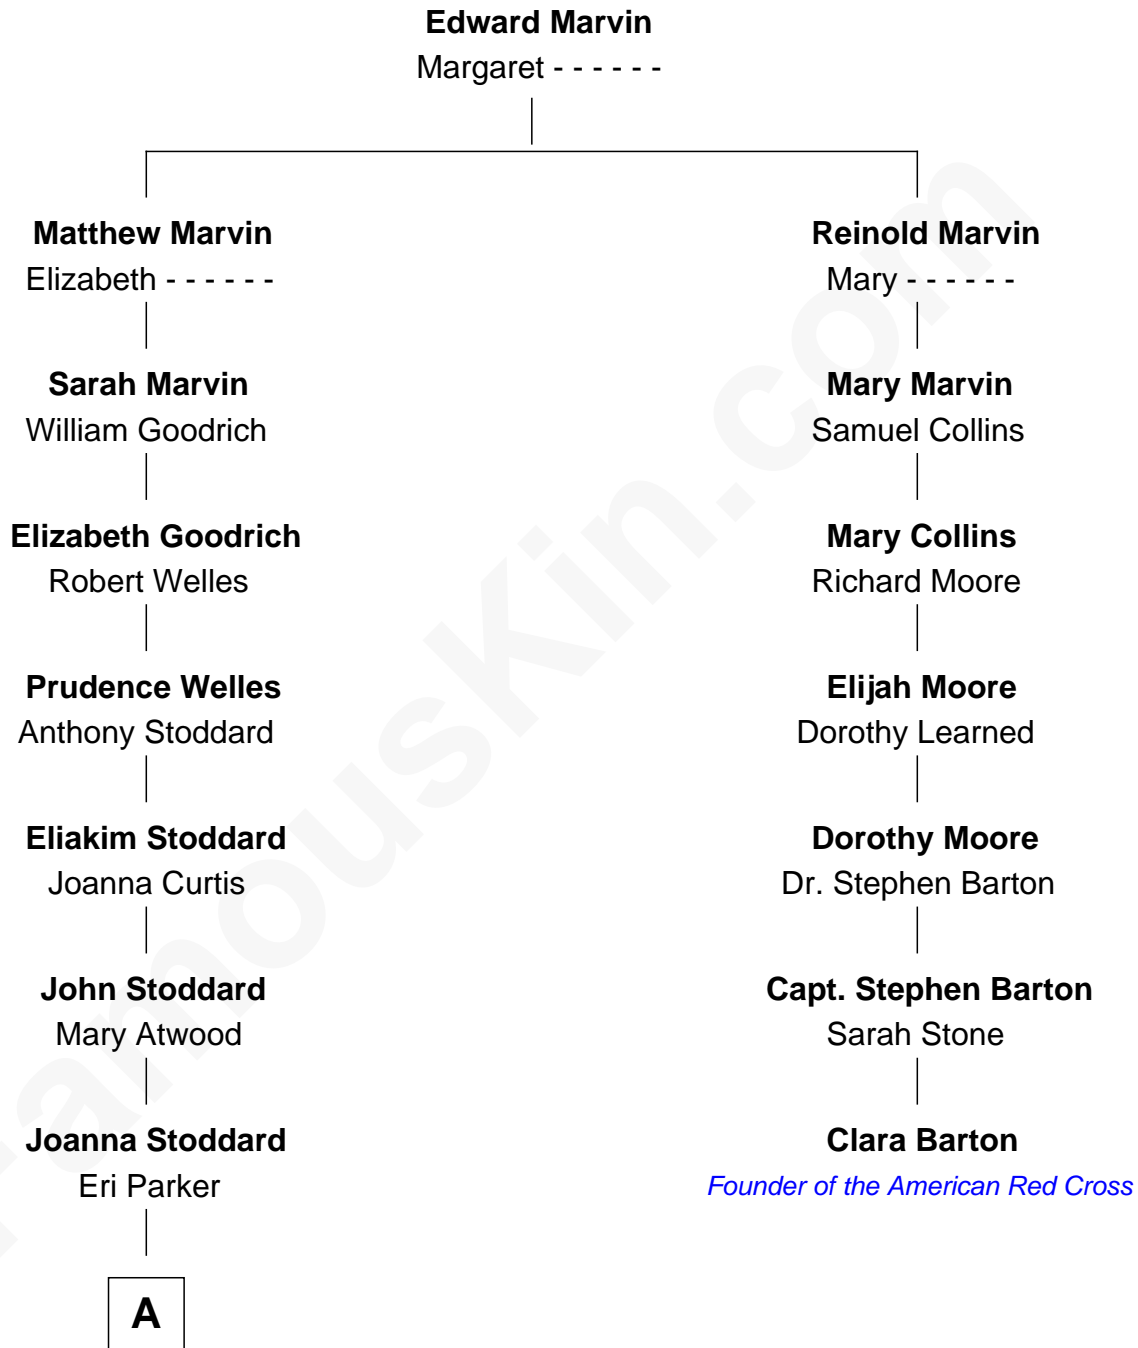 Edward Marvin
Margaret - - - - - -
Matthew Marvin
Elizabeth - - - - - -
Reinold Marvin
Mary - - - - - -
Sarah Marvin
William Goodrich
Mary Marvin
Samuel Collins
Elizabeth Goodrich
Robert Welles
Mary Collins
Richard Moore
Prudence Welles
Anthony Stoddard
Elijah Moore
Dorothy Learned
Eliakim Stoddard
Joanna Curtis
Dorothy Moore
Dr. Stephen Barton
John Stoddard
Mary Atwood
Capt. Stephen Barton
Sarah Stone
Joanna Stoddard
Eri Parker
Clara Barton
Founder of the American Red Cross
A
FamousKin.com